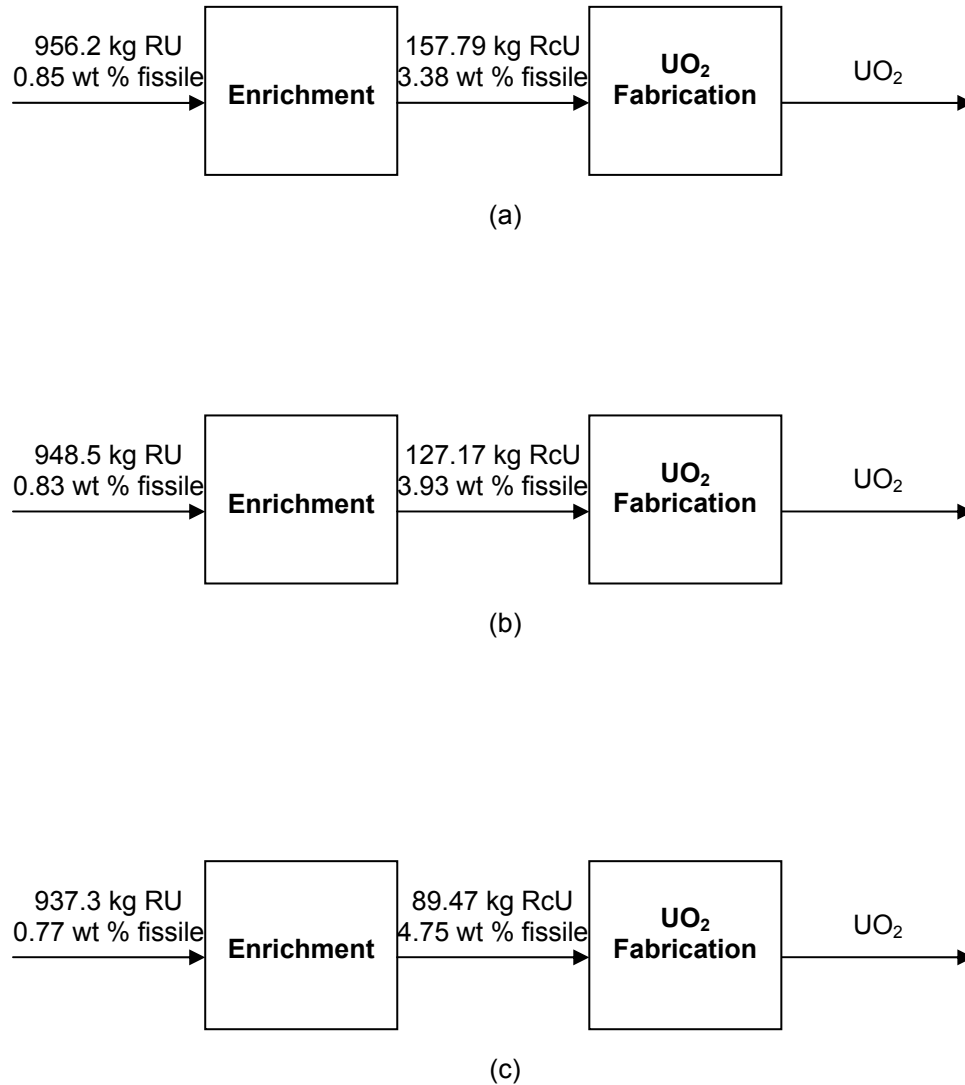 956.2 kg RU
0.85 wt % fissile
Enrichment
157.79 kg RcU
3.38 wt % fissile
UO₂
Fabrication
UO₂
(a)
948.5 kg RU
0.83 wt % fissile
Enrichment
127.17 kg RcU
3.93 wt % fissile
UO₂
Fabrication
UO₂
(b)
937.3 kg RU
0.77 wt % fissile
Enrichment
89.47 kg RcU
4.75 wt % fissile
UO₂
Fabrication
UO₂
(c)